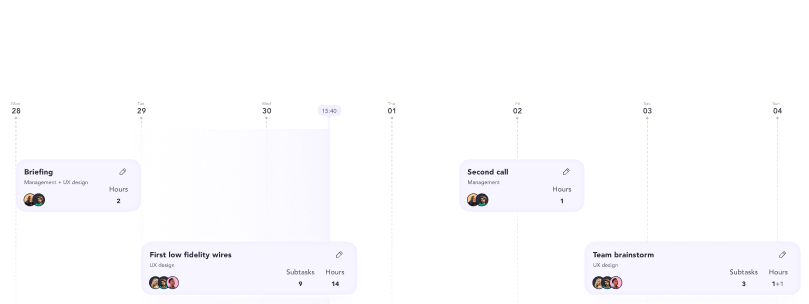 Mon Tue Wed Thu Fri Sat Sun
28 29 30 15:40 01 02 03 04
Briefing
Management + UX design
Hours
2
Second call
Management
Hours
1
First low fidelity wires
UX design
Subtasks Hours
9 14
Team brainstorm
UX design
Subtasks Hours
3 1+1